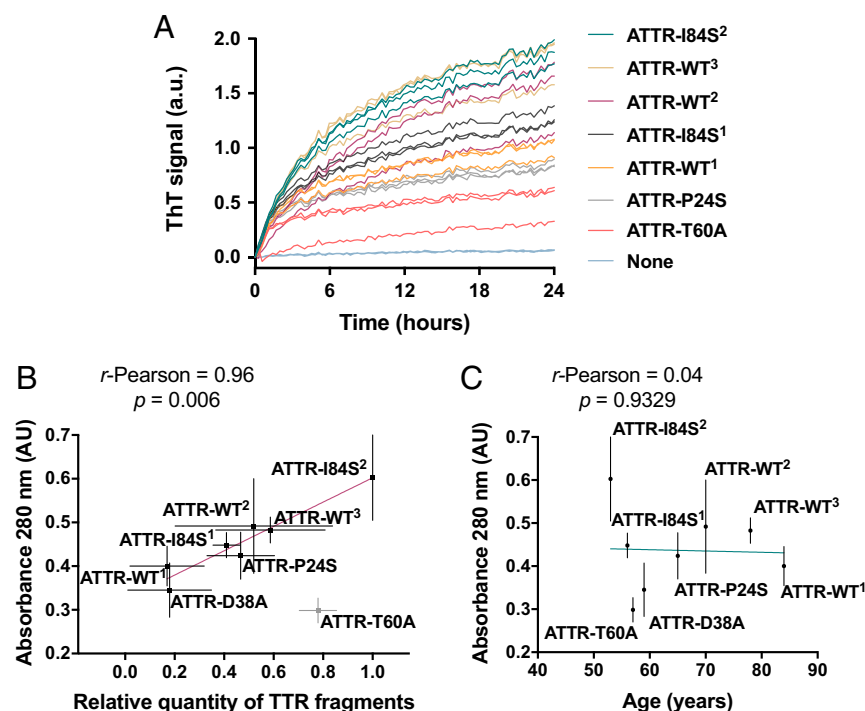 A
ThT signal (a.u.)
2.0
1.5
1.0
0.5
0.0
0 6 12 18 24
Time (hours)
ATTR-I84S²
ATTR-WT³
ATTR-WT²
ATTR-I84S¹
ATTR-WT¹
ATTR-P24S
ATTR-T60A
None
B
r-Pearson = 0.96
p = 0.006
Absorbance 280 nm (AU)
0.7
0.6
0.5
0.4
0.3
0.2
ATTR-I84S²
ATTR-WT²
ATTR-WT³
ATTR-I84S¹
ATTR-P24S
ATTR-WT¹
ATTR-D38A
ATTR-T60A
0.0 0.2 0.4 0.6 0.8 1.0
Relative quantity of TTR fragments
C
r-Pearson = 0.04
p = 0.9329
Absorbance 280 nm (AU)
0.7
0.6
0.5
0.4
0.3
0.2
ATTR-I84S²
ATTR-WT²
ATTR-WT³
ATTR-I84S¹
ATTR-P24S
ATTR-WT¹
ATTR-D38A
ATTR-T60A
40 50 60 70 80 90
Age (years)